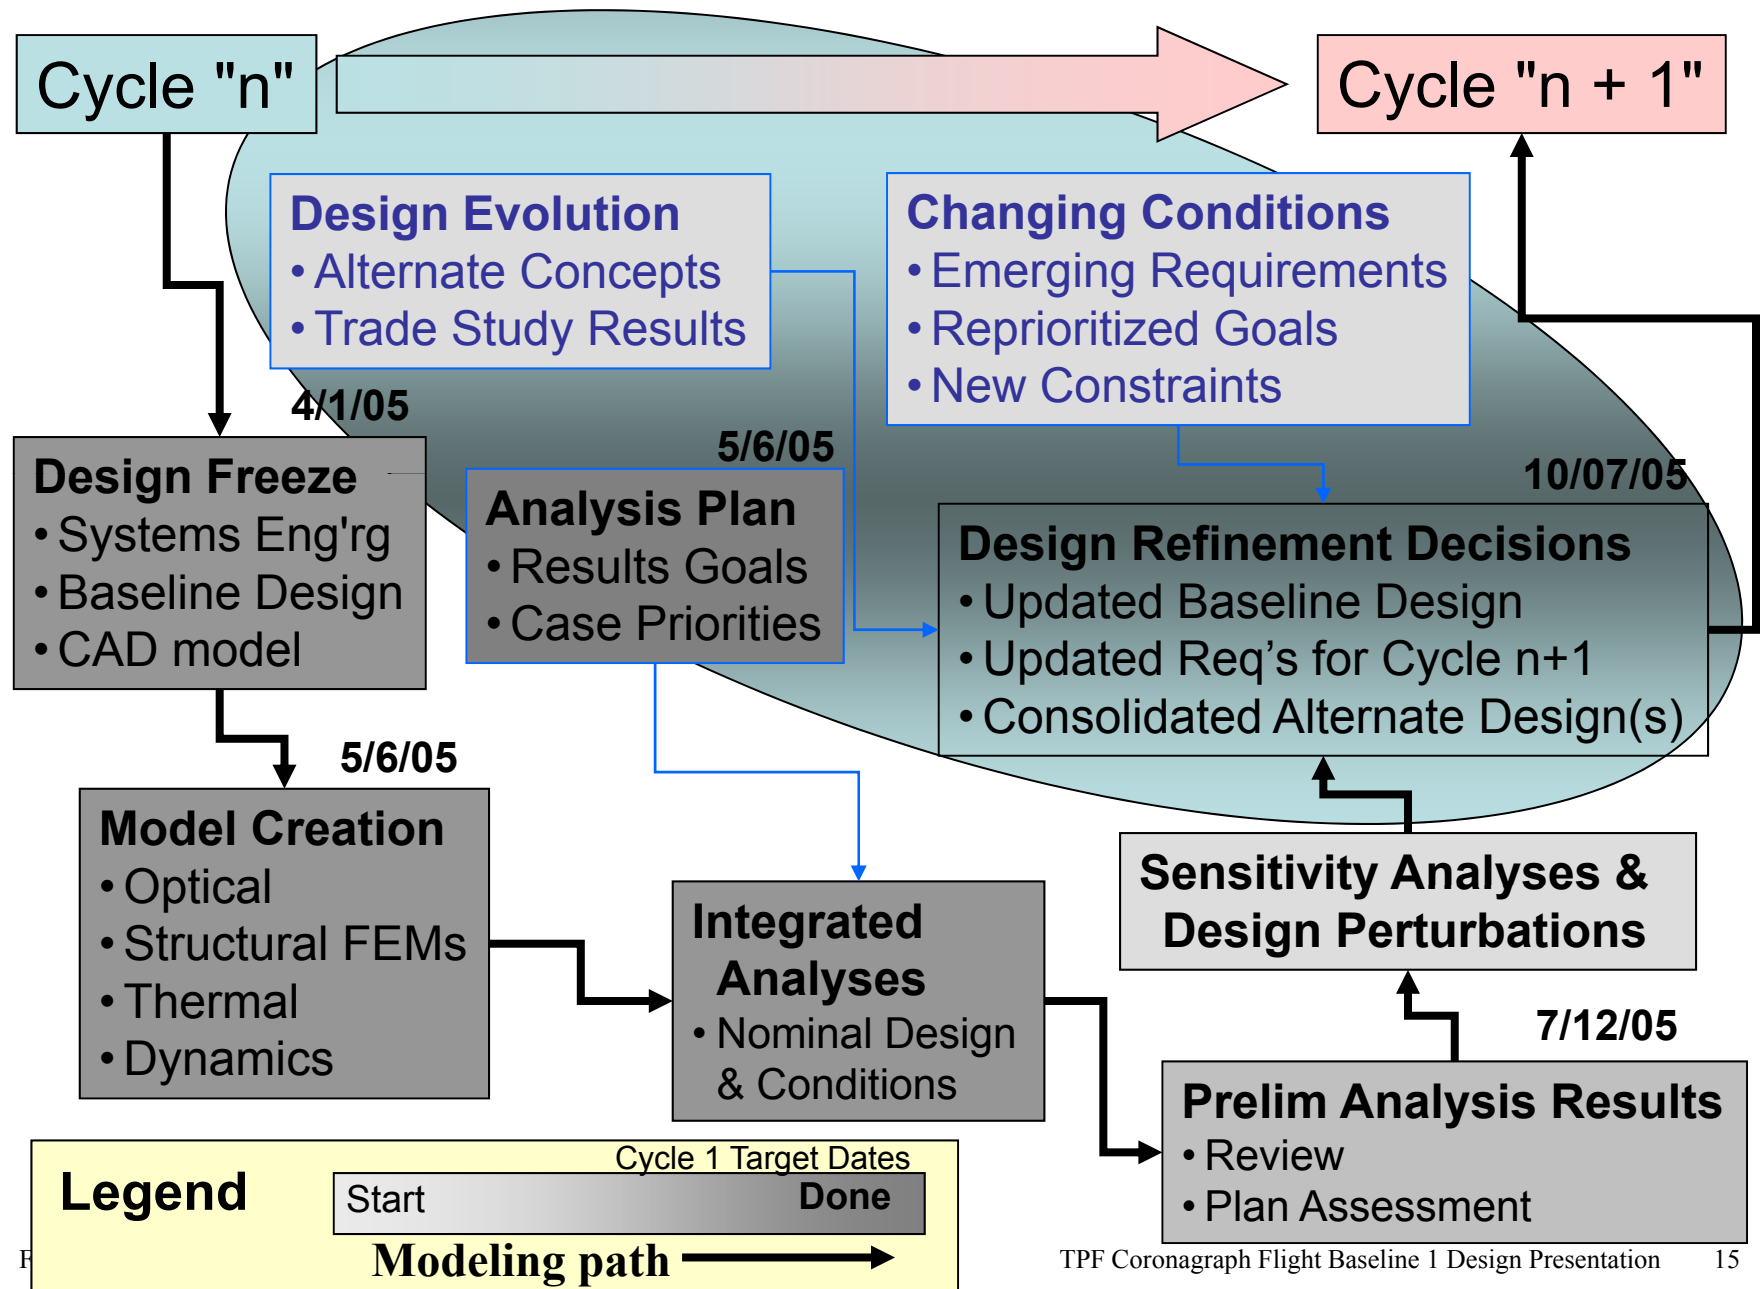 Cycle "n"
Cycle "n + 1"
Design Evolution
• Alternate Concepts
• Trade Study Results
Changing Conditions
• Emerging Requirements
• Reprioritized Goals
• New Constraints
4/1/05
Design Freeze
• Systems Eng'rg
• Baseline Design
• CAD model
5/6/05
Analysis Plan
• Results Goals
• Case Priorities
10/07/05
Design Refinement Decisions
• Updated Baseline Design
• Updated Req’s for Cycle n+1
• Consolidated Alternate Design(s)
5/6/05
Model Creation
• Optical
• Structural FEMs
• Thermal
• Dynamics
Integrated
Analyses
• Nominal Design
& Conditions
Sensitivity Analyses &
Design Perturbations
7/12/05
Prelim Analysis Results
• Review
• Plan Assessment
Legend
Cycle 1 Target Dates
Start
Done
Modeling path
TPF Coronagraph Flight Baseline 1 Design Presentation
15